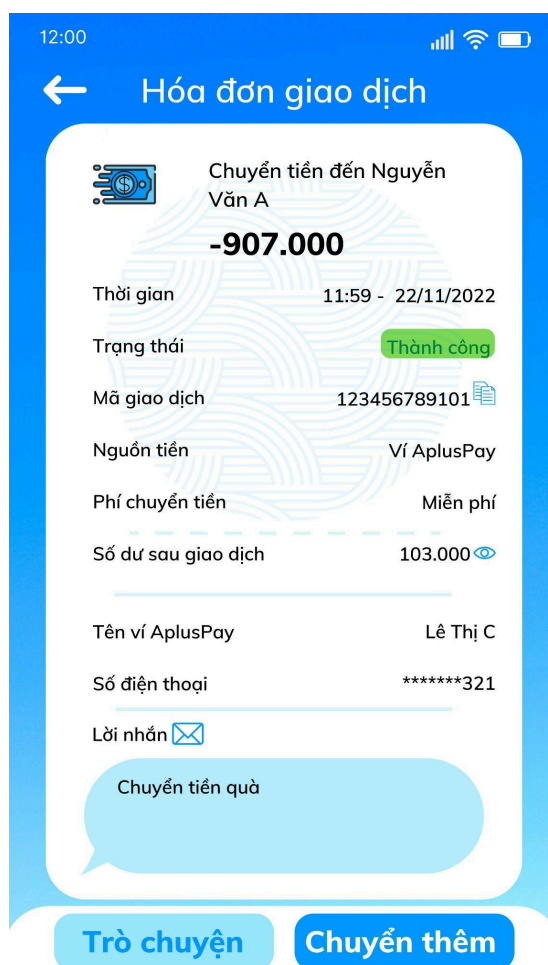 12:00
Hóa đơn giao dịch
Chuyển tiền đến Nguyễn
Văn A
-907.000
Thời gian 11:59 - 22/11/2022
Trạng thái Thành công
Mã giao dịch 123456789101
Nguồn tiền Ví AplusPay
Phí chuyển tiền Miễn phí
Số dư sau giao dịch 103.000
Tên ví AplusPay Lê Thị C
Số điện thoại *******321
Lời nhắn
Chuyển tiền quà
Trò chuyện Chuyển thêm